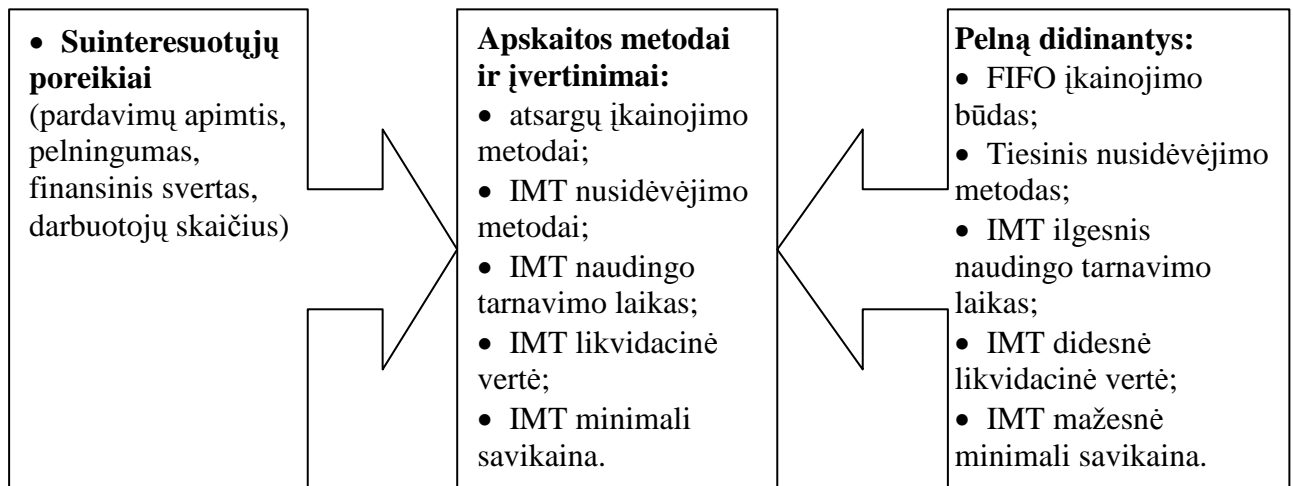 • Suinteresuotųjų
poreikiai
(pardavimų apimtis,
pelningumas,
finansinis svertas,
darbuotojų skaičius)
Apskaitos metodai
ir įvertinimai:
• atsargų įkainojimo
metodai;
• IMT nusidėvėjimo
metodai;
• IMT naudingo
tarnavimo laikas;
• IMT likvidacinė
vertė;
• IMT minimali
savikaina.
Pelną didinantys:
• FIFO įkainojimo
būdas;
• Tiesinis nusidėvėjimo
metodas;
• IMT ilgesnis
naudingo tarnavimo
laikas;
• IMT didesnė
likvidacinė vertė;
• IMT mažesnė
minimali savikaina.